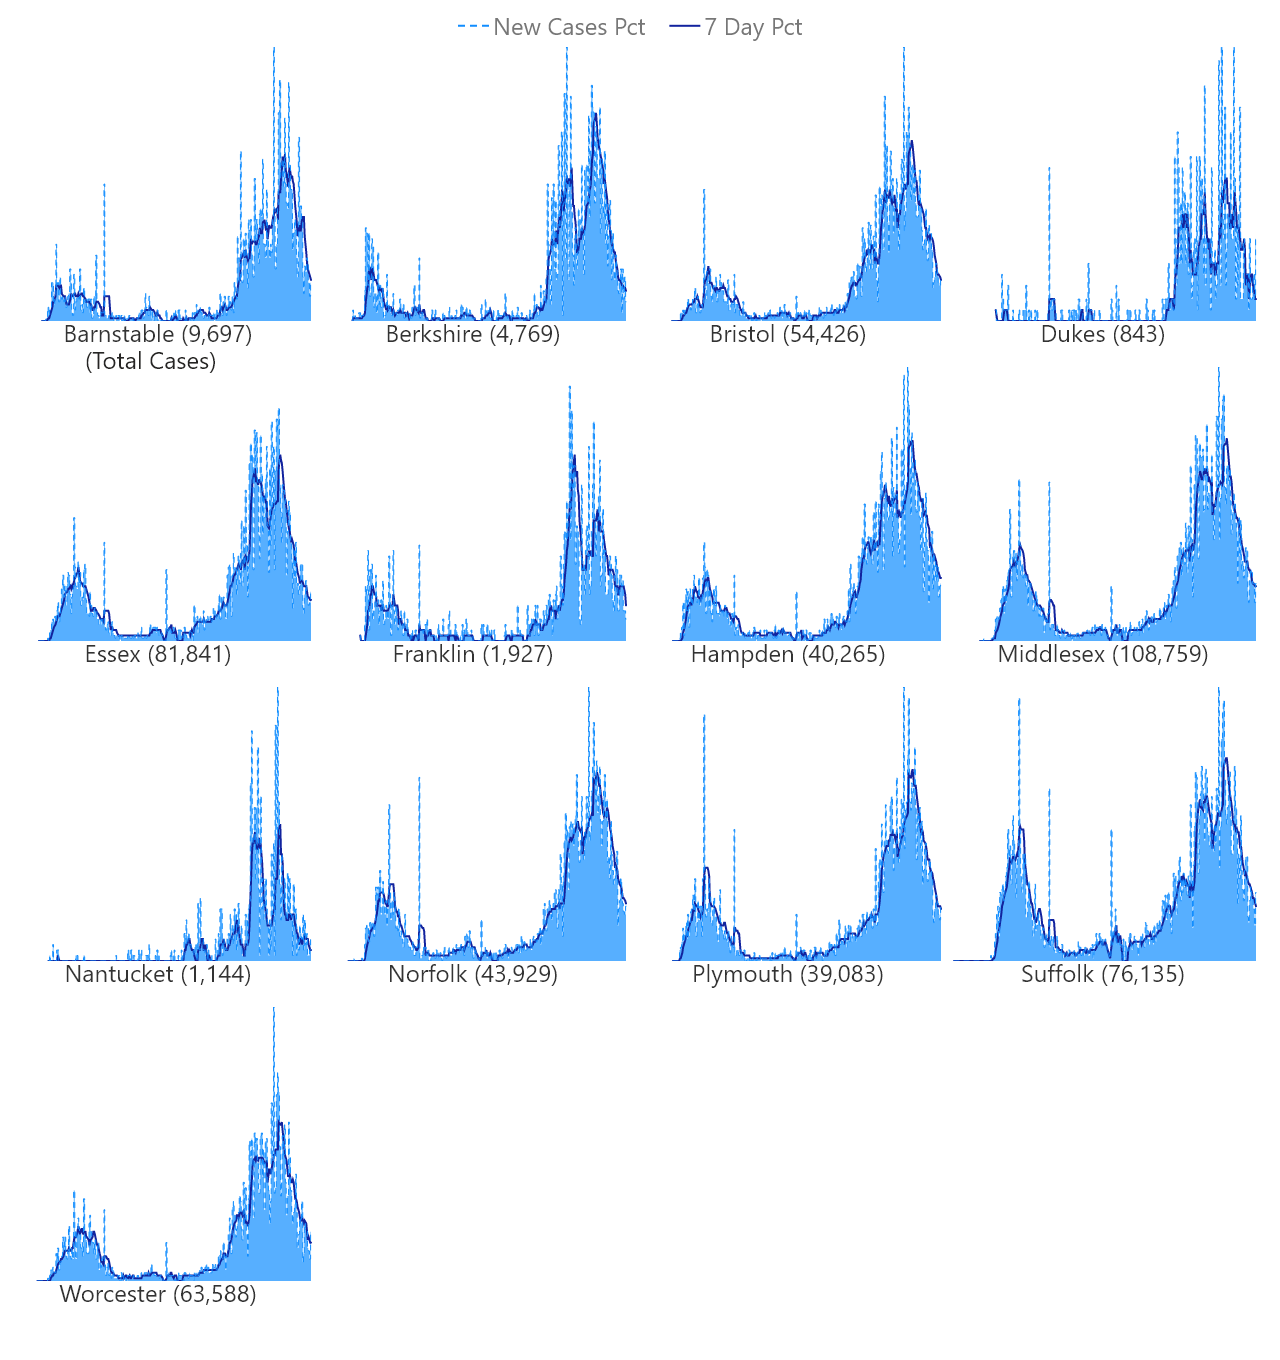 New Cases Pct 7 Day Pct
Barnstable (9,697) Berkshire (4,769) Bristol (54,426) Dukes (843)
(Total Cases)
Essex (81,841) Franklin (1,927) Hampden (40,265) Middlesex (108,759)
Nantucket (1,144) Norfolk (43,929) Plymouth (39,083) Suffolk (76,135)
Worcester (63,588)